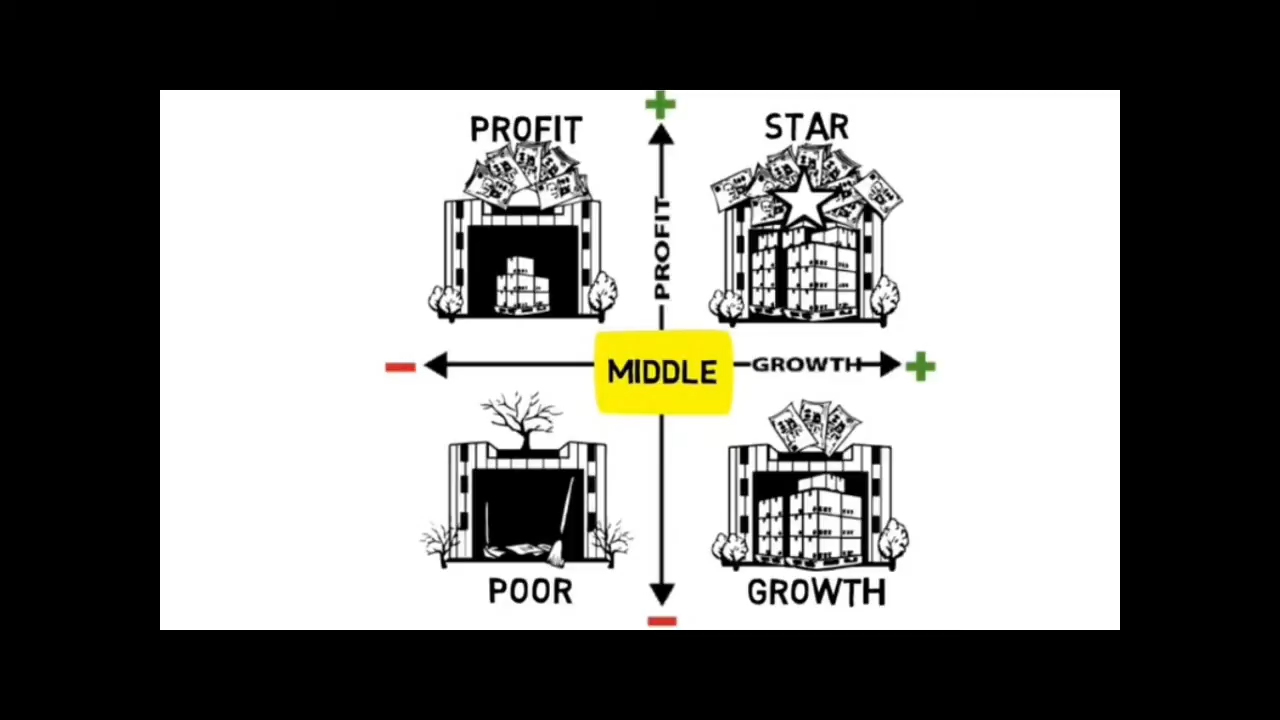 PROFIT
STAR
PROFIT
MIDDLE
GROWTH
POOR
GROWTH